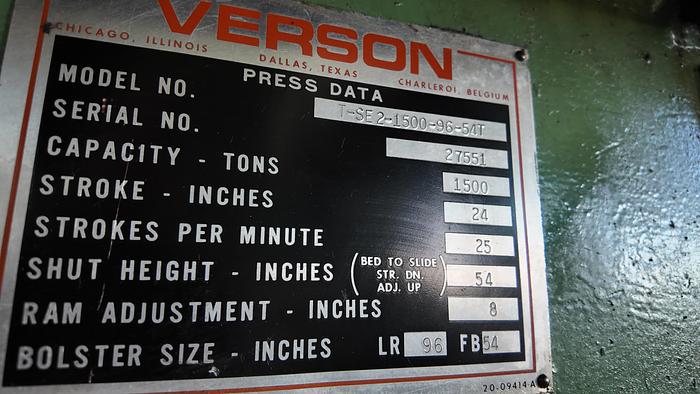 VERSON
CHICAGO, ILLINOIS DALLAS, TEXAS CHARLEROI, BELGIUM
PRESS DATA
MODEL NO. T-SE2-1500-96-54T
SERIAL NO. 27551
CAPACITY - TONS 1500
STROKE - INCHES 24
STROKES PER MINUTE 25
SHUT HEIGHT - INCHES (BED TO SLIDE STR. DN. ADJ. UP) 54
RAM ADJUSTMENT - INCHES 8
BOLSTER SIZE - INCHES LR 96 FB 54
20-09414-A